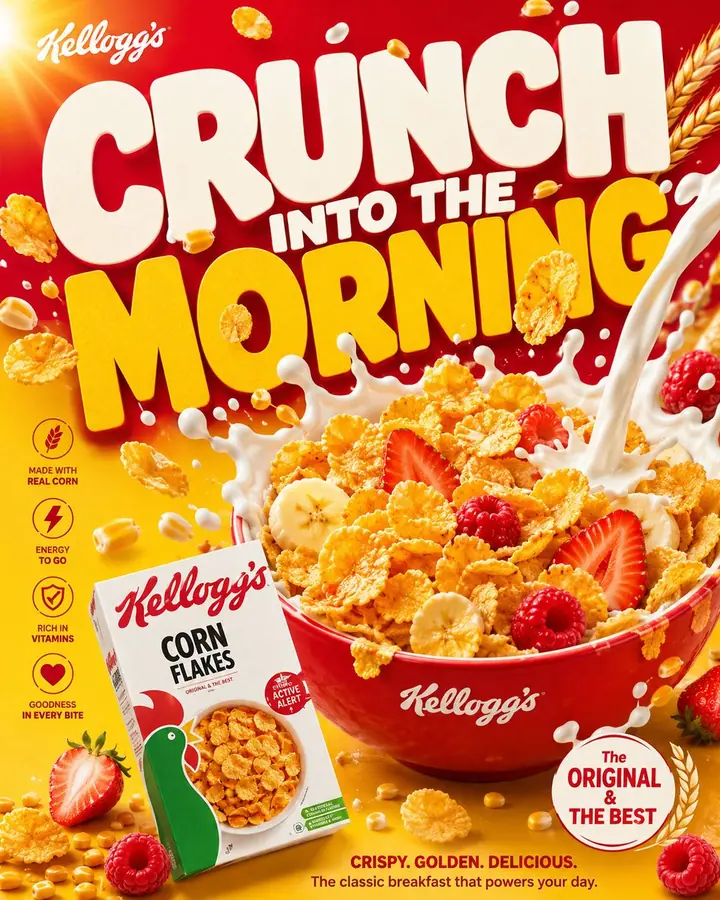 Kellogg's
CRUNCH
INTO THE
MORNING
MADE WITH
REAL CORN
ENERGY
TO GO
RICH IN
VITAMINS
GOODNESS
IN EVERY BITE
Kellogg's
CORN
FLAKES
ORIGINAL & THE BEST
ACTIVE
ALERT
Kellogg's
The
ORIGINAL
&
THE BEST
CRISPY. GOLDEN. DELICIOUS.
The classic breakfast that powers your day.